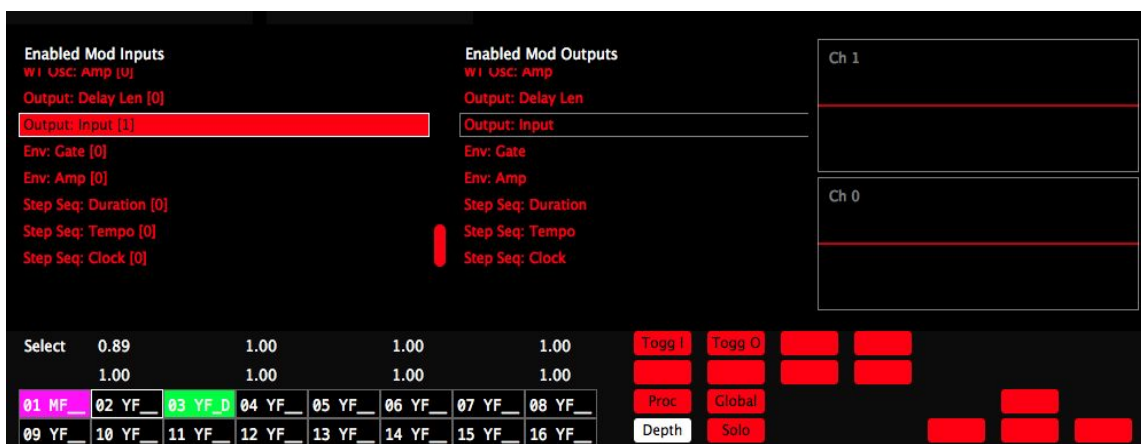 Enabled Mod Inputs
WT Osc: Amp [0]
Output: Delay Len [0]
Output: Input [1]
Env: Gate [0]
Env: Amp [0]
Step Seq: Duration [0]
Step Seq: Tempo [0]
Step Seq: Clock [0]
Enabled Mod Outputs
WT Osc: Amp
Output: Delay Len
Output: Input
Env: Gate
Env: Amp
Step Seq: Duration
Step Seq: Tempo
Step Seq: Clock
Ch 1
Ch 0
Select 0.89 1.00 1.00 1.00
1.00 1.00 1.00 1.00
01 MF__ 02 YF__ 03 YF_D 04 YF__ 05 YF__ 06 YF__ 07 YF__ 08 YF__
09 YF__ 10 YF__ 11 YF__ 12 YF__ 13 YF__ 14 YF__ 15 YF__ 16 YF__
Togg I Togg O
Proc Global
Depth Solo